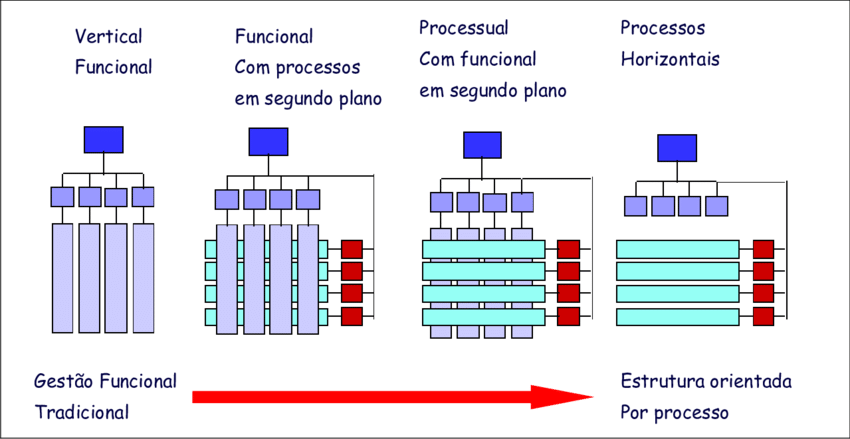 Vertical
Funcional
Funcional
Com processos
em segundo plano
Processual
Com funcional
em segundo plano
Processos
Horizontais
Gestão Funcional
Tradicional
Estrutura orientada
Por processo